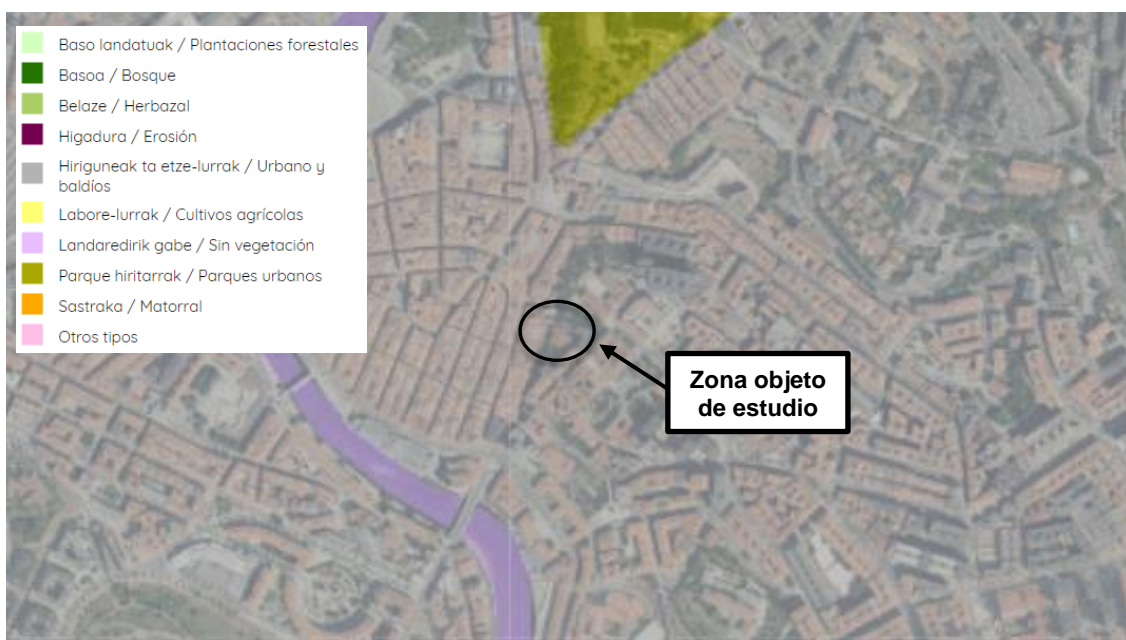 Baso landatuak / Plantaciones forestales
Basoa / Bosque
Belaze / Herbazal
Higadura / Erosión
Hiriguneak ta etze-lurrak / Urbano y
baldíos
Labore-lurrak / Cultivos agrícolas
Landaredirik gabe / Sin vegetación
Parque hiritarrak / Parques urbanos
Sastraka / Matorral
Otros tipos
Zona objeto
de estudio